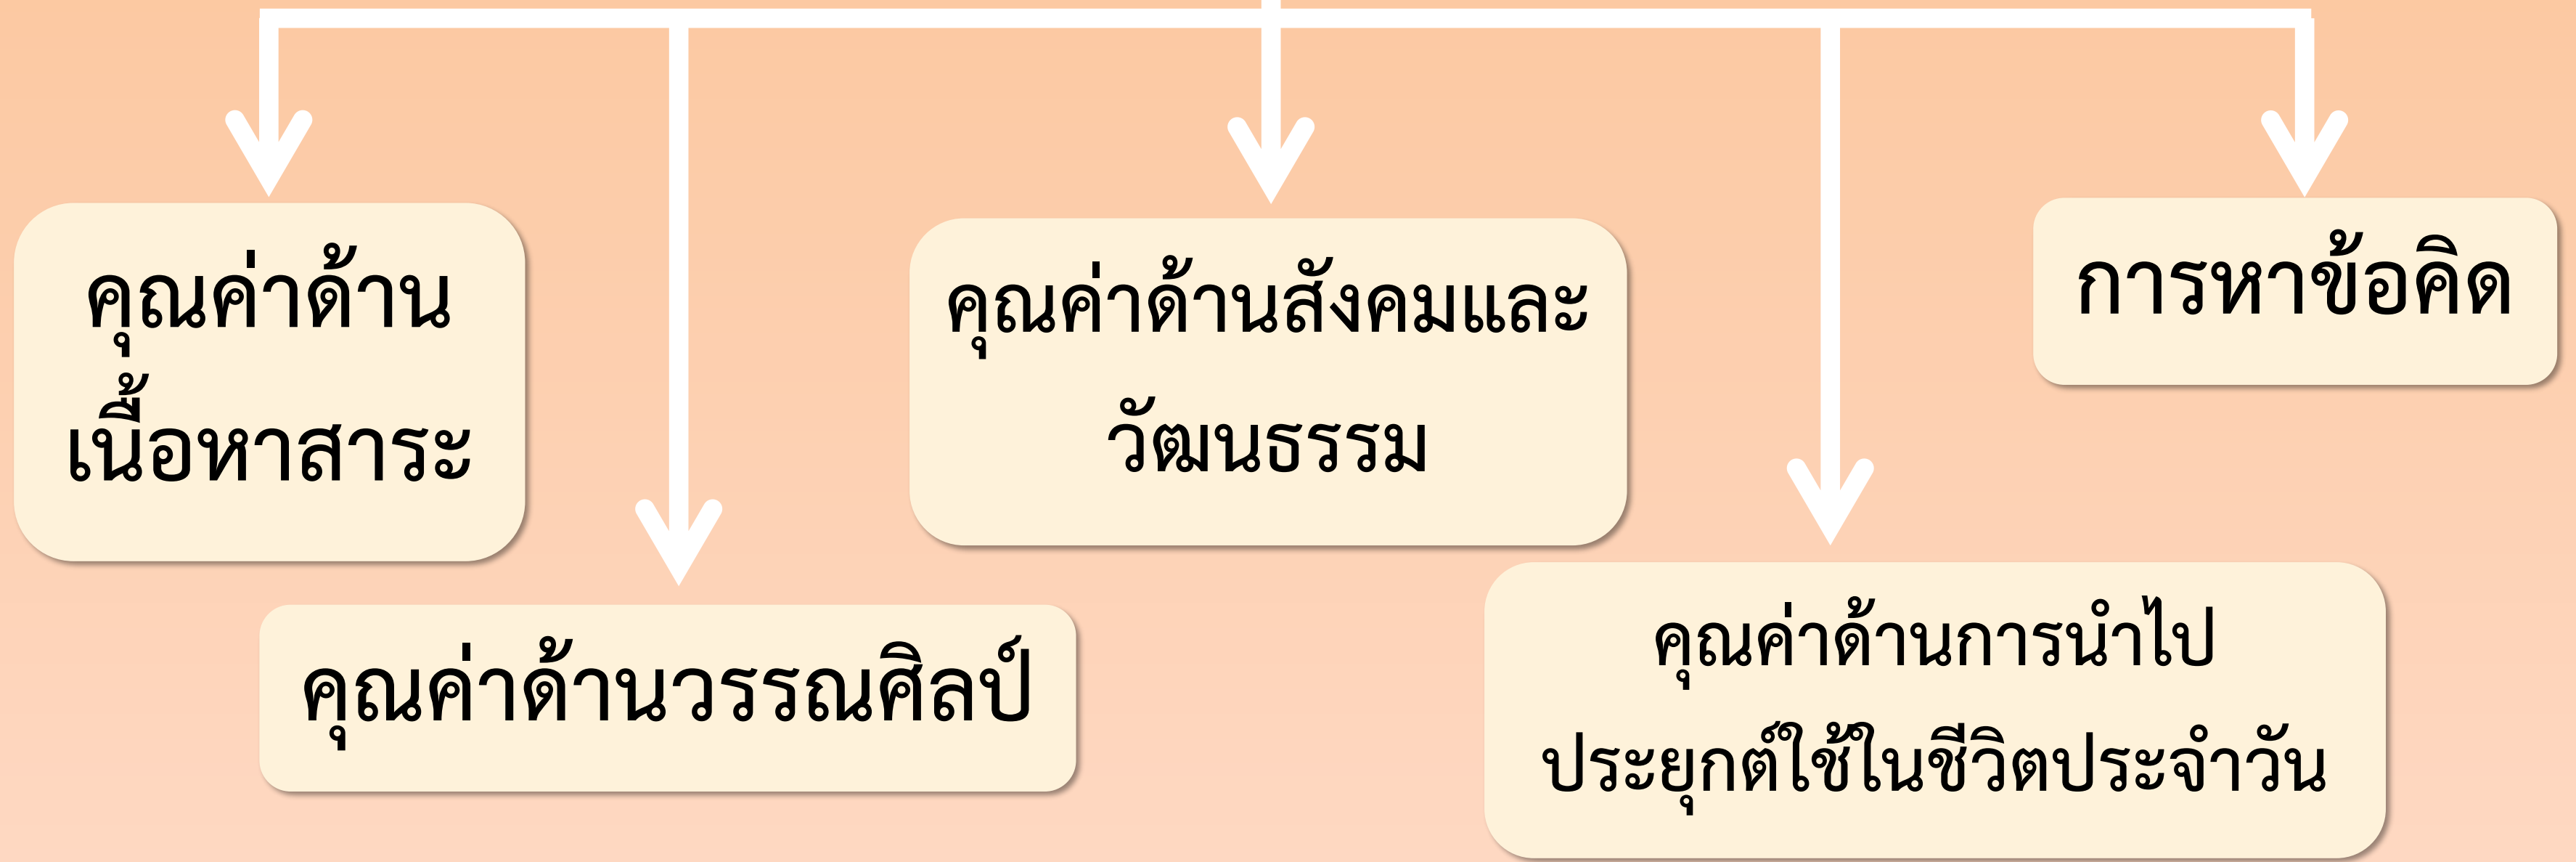 คุณค่าด้าน
เนื้อหาสาระ
คุณค่าด้านวรรณศิลป์
คุณค่าด้านสังคมและ
วัฒนธรรม
คุณค่าด้านการนำไป
ประยุกต์ใช้ในชีวิตประจำวัน
การหาข้อคิด